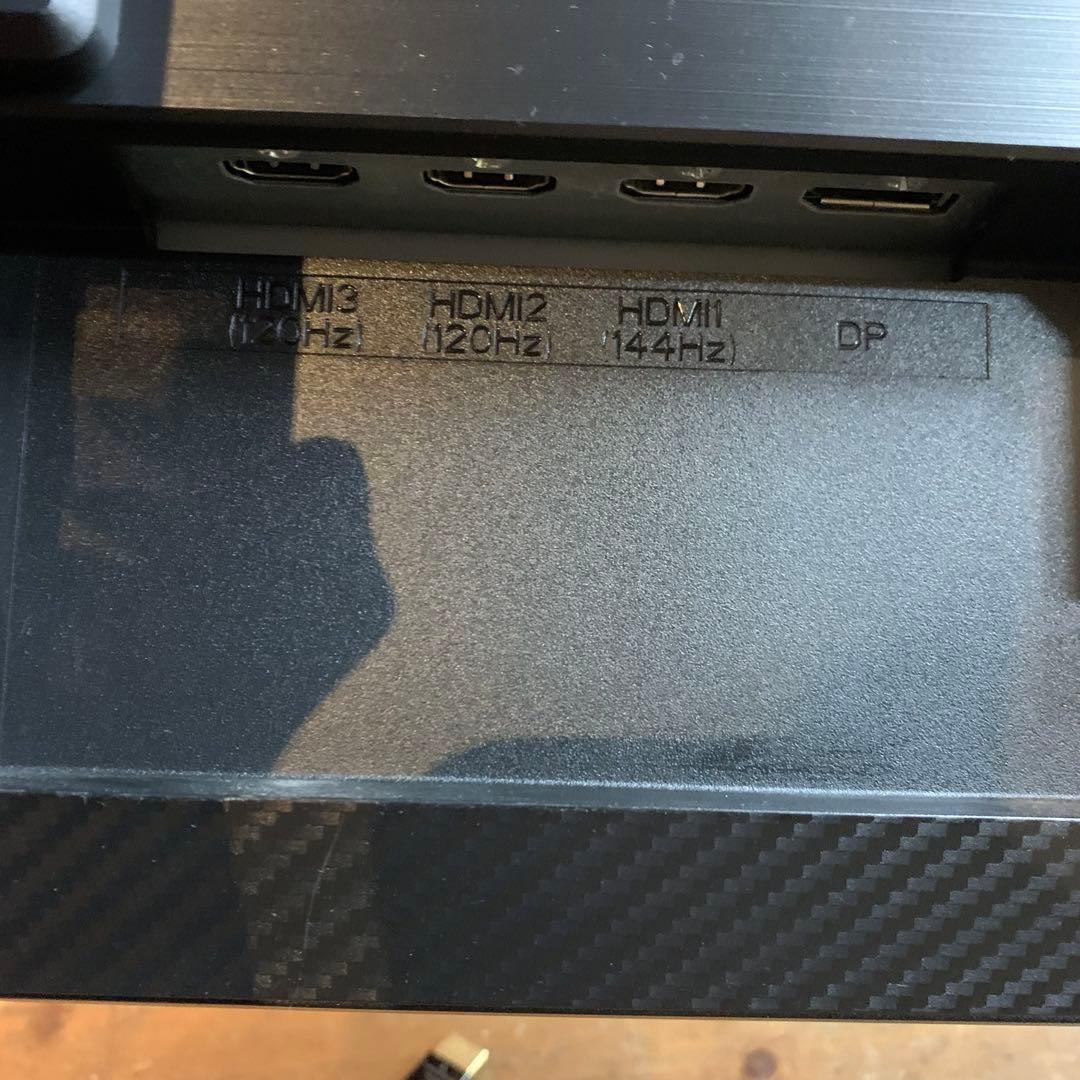 HDMI3 HDMI2 HDMI1 DP
(120Hz) (120Hz) (144Hz)